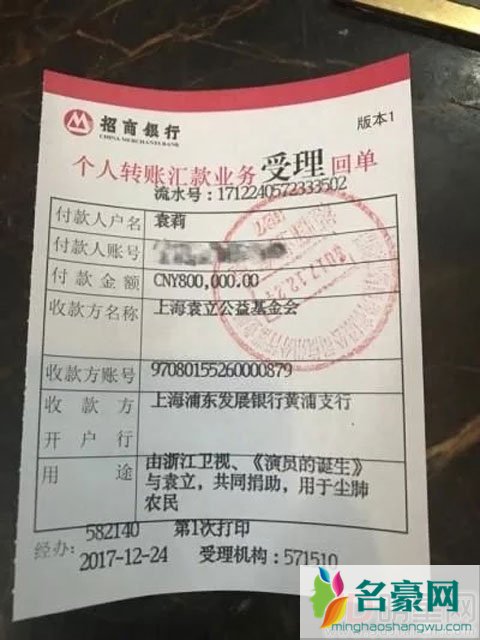 招商银行
CHINA MERCHANTS BANK
版本1
个人转账汇款业务受理回单
流水号:1712240572333502
付款人户名 袁莉
付款人账号
付款金额 CNY800,000.00
收款方名称 上海袁立公益基金会
收款方账号 97080155260000879
收款方 上海浦东发展银行黄浦支行
开户行
用途 由浙江卫视、《演员的诞生》
与袁立,共同捐助,用于尘肺
农民
582140 第1次打印
经办:
2017-12-24 受理机构:571510
名豪网
minghaoshangwu.com